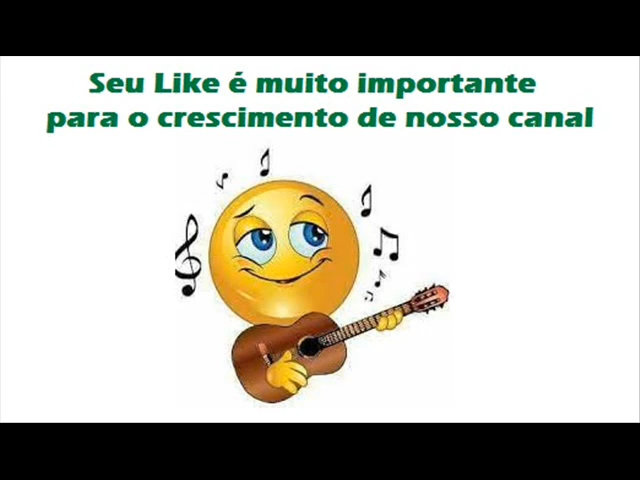 Seu Like é muito importante
para o crescimento de nosso canal